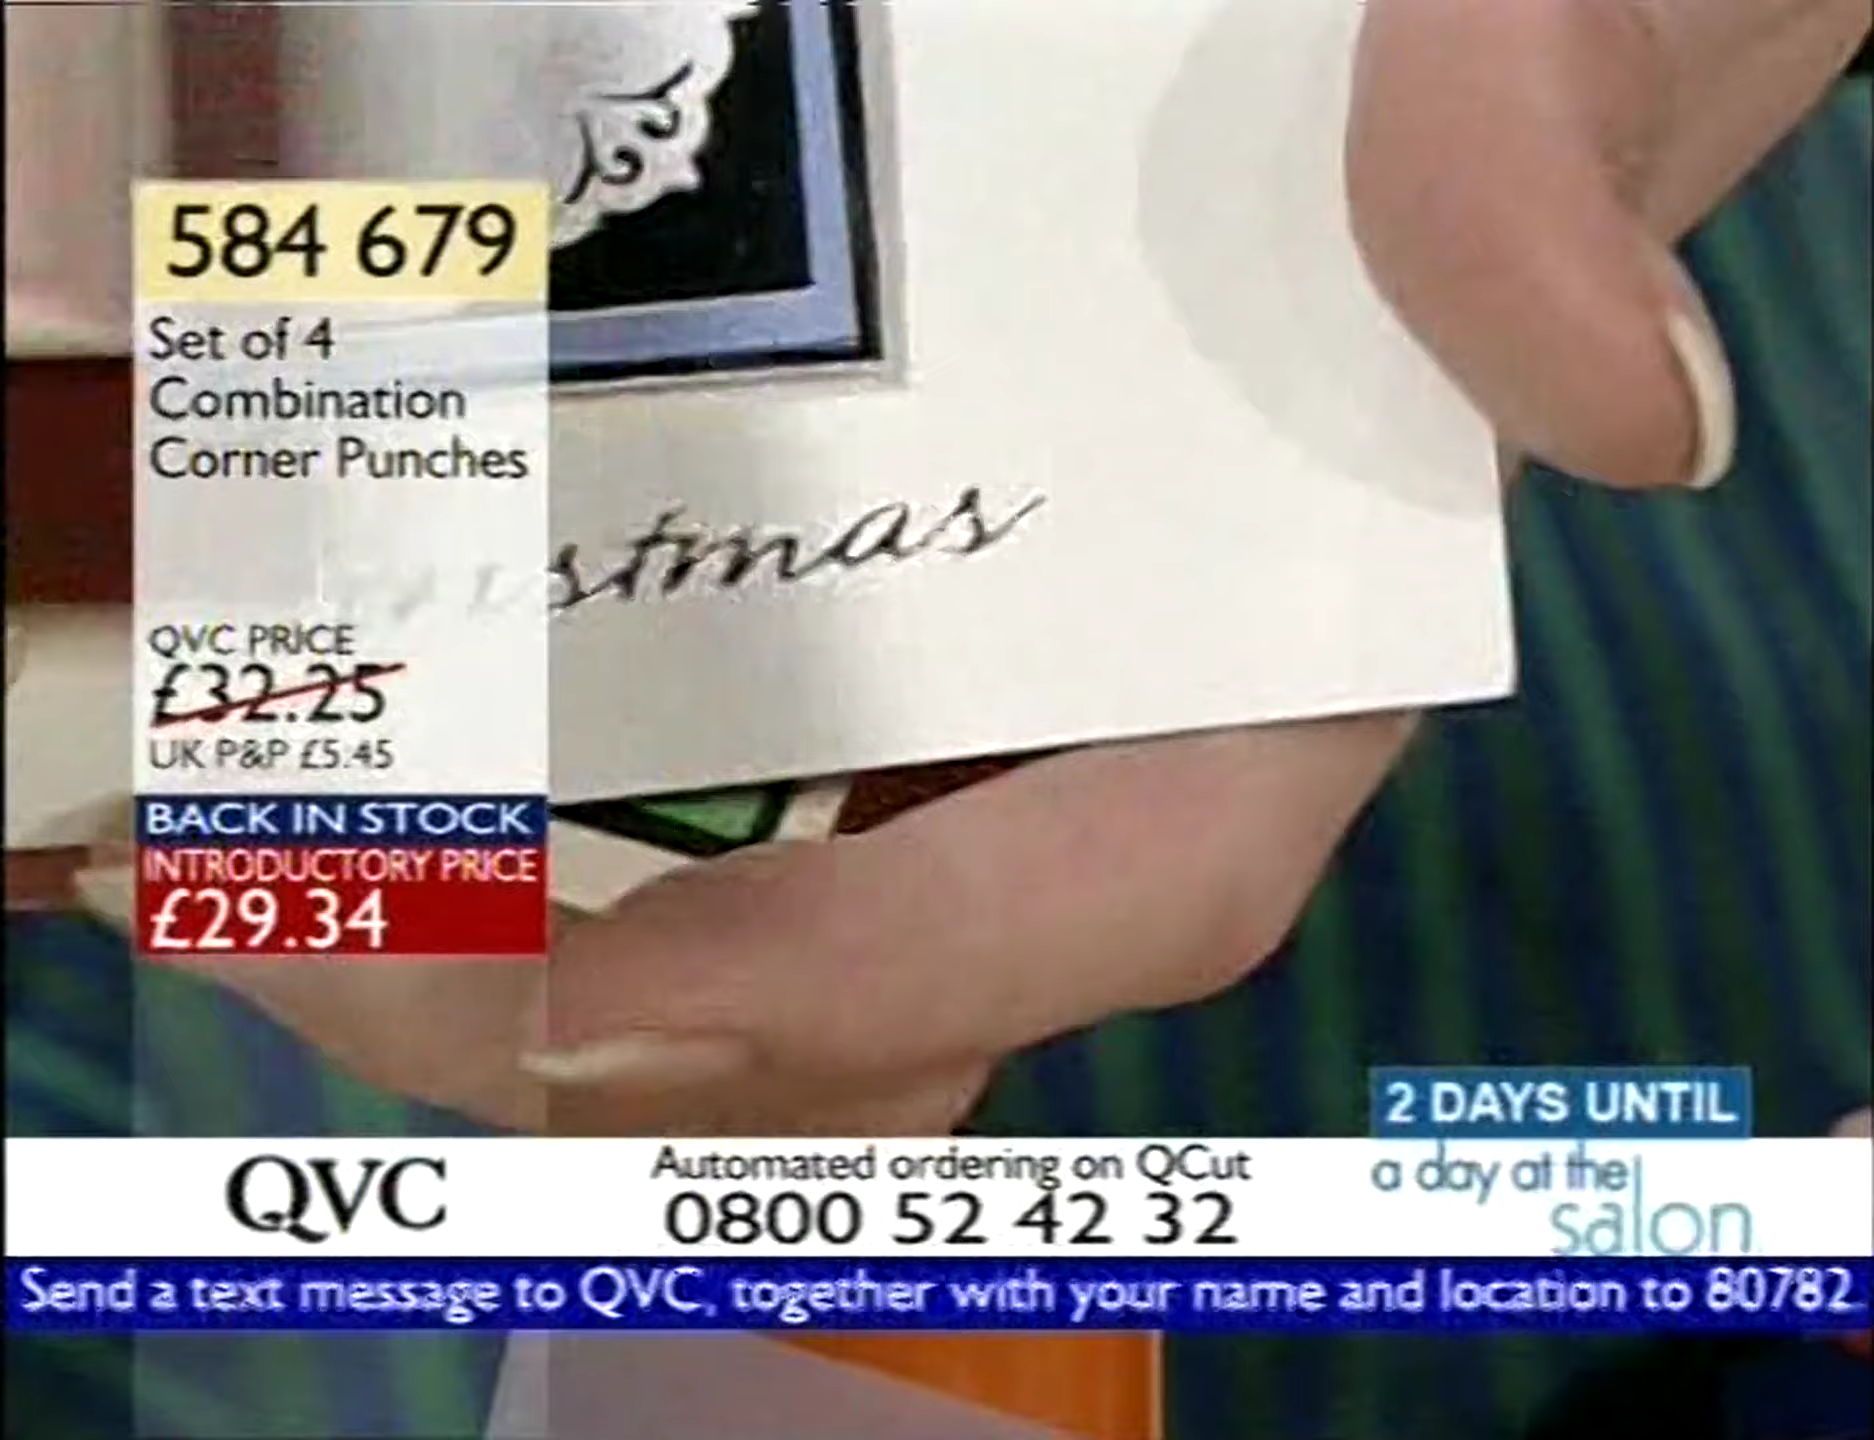 584 679
Set of 4
Combination
Corner Punches
stmas
QVC PRICE
£32.25
UK P&P £5.45
BACK IN STOCK
INTRODUCTORY PRICE
£29.34
2 DAYS UNTIL
a day at the
salon
QVC
Automated ordering on QCut
0800 52 42 32
Send a text message to QVC, together with your name and location to 80782.